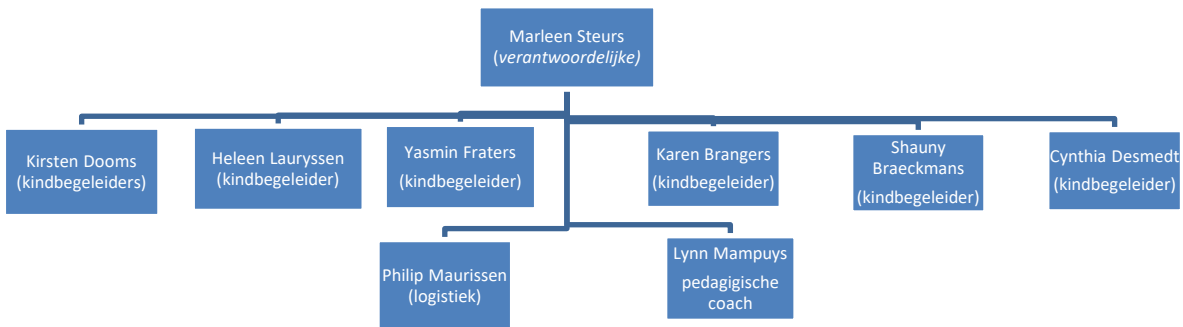 Marleen Steurs
(verantwoordelijke)
Kirsten Dooms
(kindbegeleiders)
Heleen Lauryssen
(kindbegeleider)
Yasmin Fraters
(kindbegeleider)
Karen Brangers
(kindbegeleider)
Shauny
Braeckmans
(kindbegeleider)
Cynthia Desmedt
(kindbegeleider)
Philip Maurissen
(logistiek)
Lynn Mampuys
pedagigische
coach